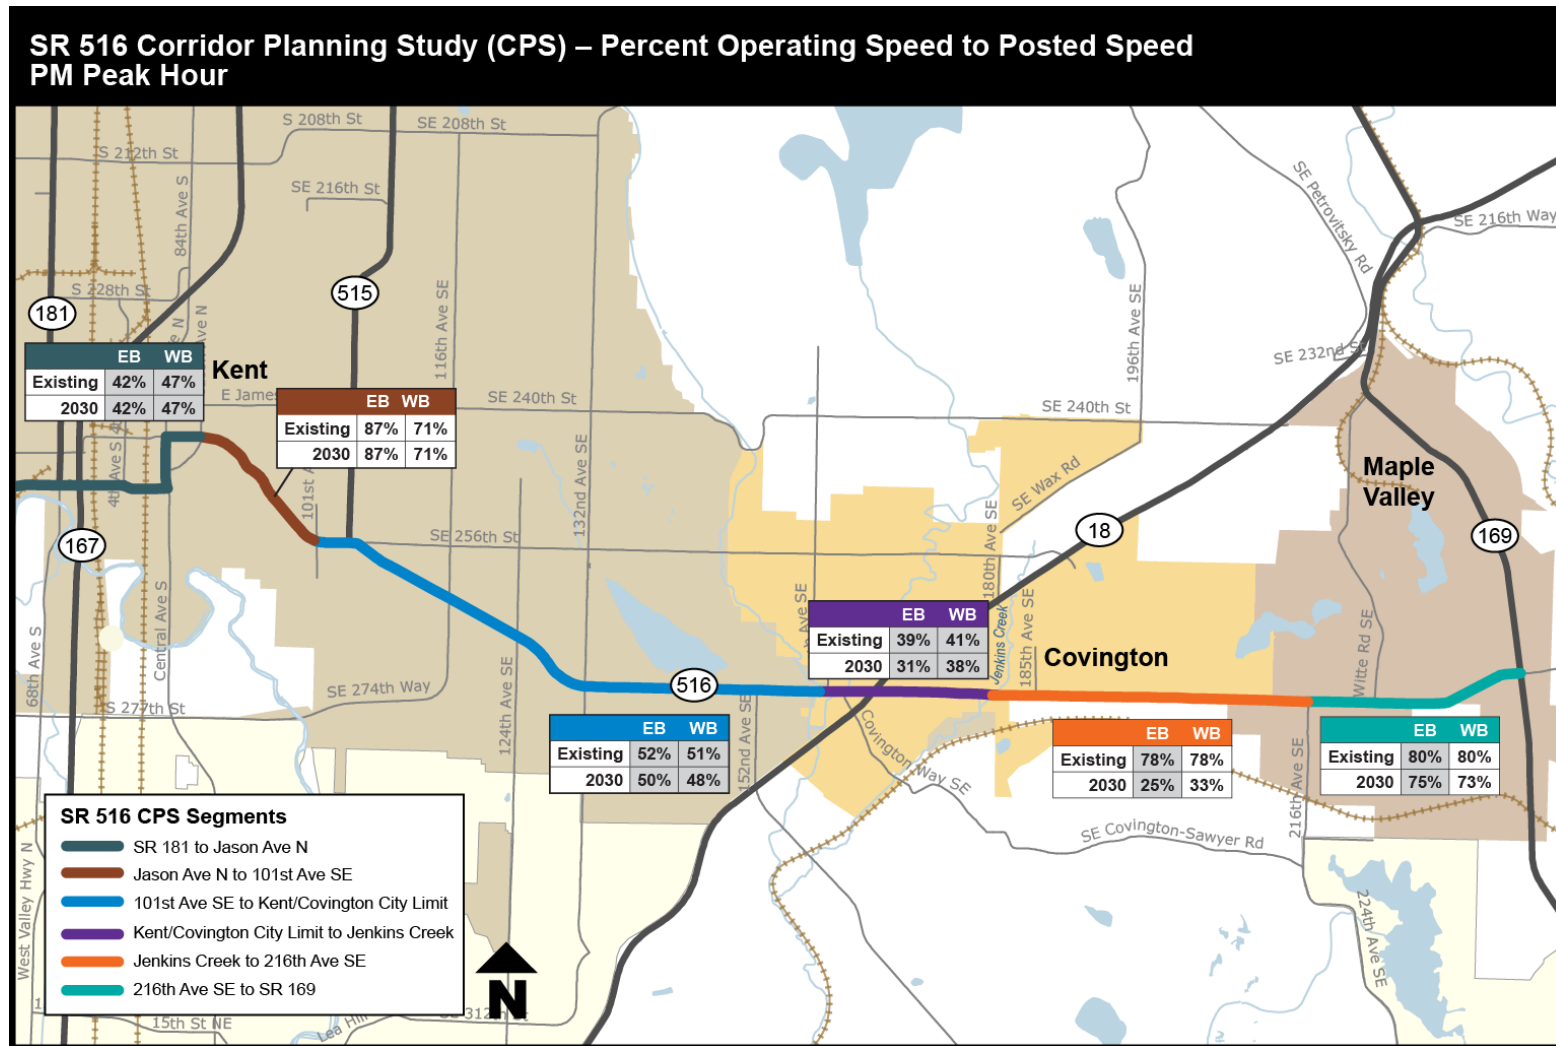 SR 516 Corridor Planning Study (CPS) – Percent Operating Speed to Posted Speed
PM Peak Hour
S 208th St
SE 208th St
S 212th St
SE 216th St
84th Ave S
S 228th St
181
515
116th Ave SE
196th Ave SE
SE Petrovitsky Rd
SE 216th Way
SE 232nd St
EB WB
Existing 42% 47%
2030 42% 47%
Kent
E James
EB WB
Existing 87% 71%
2030 87% 71%
SE 240th St
SE 240th St
132nd Ave SE
4th Ave S
101st A
SE Wax Rd
Maple
Valley
167
SE 256th St
180th Ave SE
18
169
Central Ave S
68th Ave S
EB WB
Existing 39% 41%
2030 31% 38%
Ave SE
Jenkins Creek
185th Ave SE
Covington
Witte Rd SE
516
SE 274th Way
S 277th St
124th Ave SE
152nd Ave SE
Covington Way SE
EB WB
Existing 52% 51%
2030 50% 48%
EB WB
Existing 78% 78%
2030 25% 33%
216th Ave SE
EB WB
Existing 80% 80%
2030 75% 73%
SE Covington-Sawyer Rd
224th Ave SE
West Valley Hwy N
SR 516 CPS Segments
SR 181 to Jason Ave N
Jason Ave N to 101st Ave SE
101st Ave SE to Kent/Covington City Limit
Kent/Covington City Limit to Jenkins Creek
Jenkins Creek to 216th Ave SE
216th Ave SE to SR 169
N
15th St NE
Lea Hill
SE 312th St